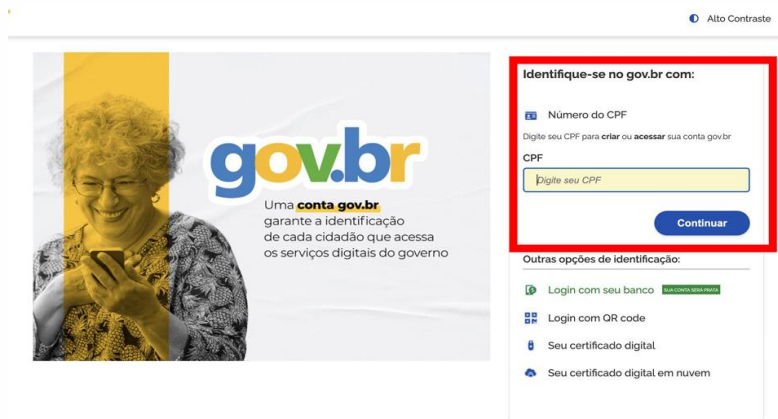 Alto Contraste
gov.br
Uma conta gov.br
garante a identificação
de cada cidadão que acessa
os serviços digitais do governo
Identifique-se no gov.br com:
Número do CPF
Digite seu CPF para criar ou acessar sua conta gov.br
CPF
Digite seu CPF
Continuar
Outras opções de identificação:
Login com seu banco SUA CONTA SERÁ PRATA
Login com QR code
Seu certificado digital
Seu certificado digital em nuvem